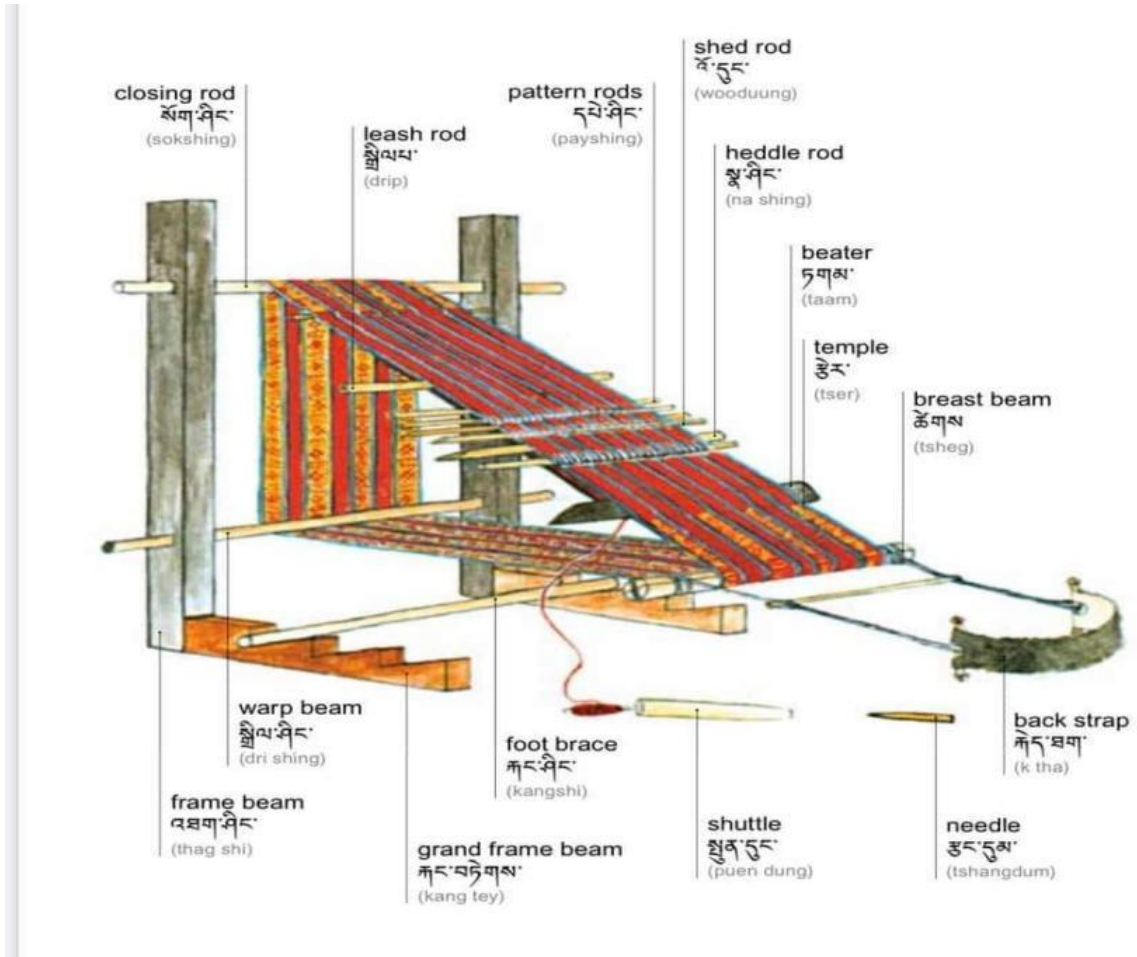 shed rod
འོ་དུང་
(wooduung)
closing rod
སོག་ཤིང་
(sokshing)
pattern rods
དཔེ་ཤིང་
(payshing)
leash rod
སྒྲིལཔ་
(drip)
heddle rod
སྣ་ཤིང་
(na shing)
beater
ཏགམ་
(taam)
temple
རྩེར་
(tser)
breast beam
ཚོགས
(tsheg)
warp beam
སྒྲིལ་ཤིང་
(dri shing)
foot brace
རྐང་ཤིང་
(kangshi)
back strap
རྐེད་ཐག་
(k tha)
frame beam
འཐག་ཤིང་
(thag shi)
grand frame beam
རྐང་བཏེགས་
(kang tey)
shuttle
སྤུན་དུང་
(puen dung)
needle
རྩང་དུམ་
(tshangdum)